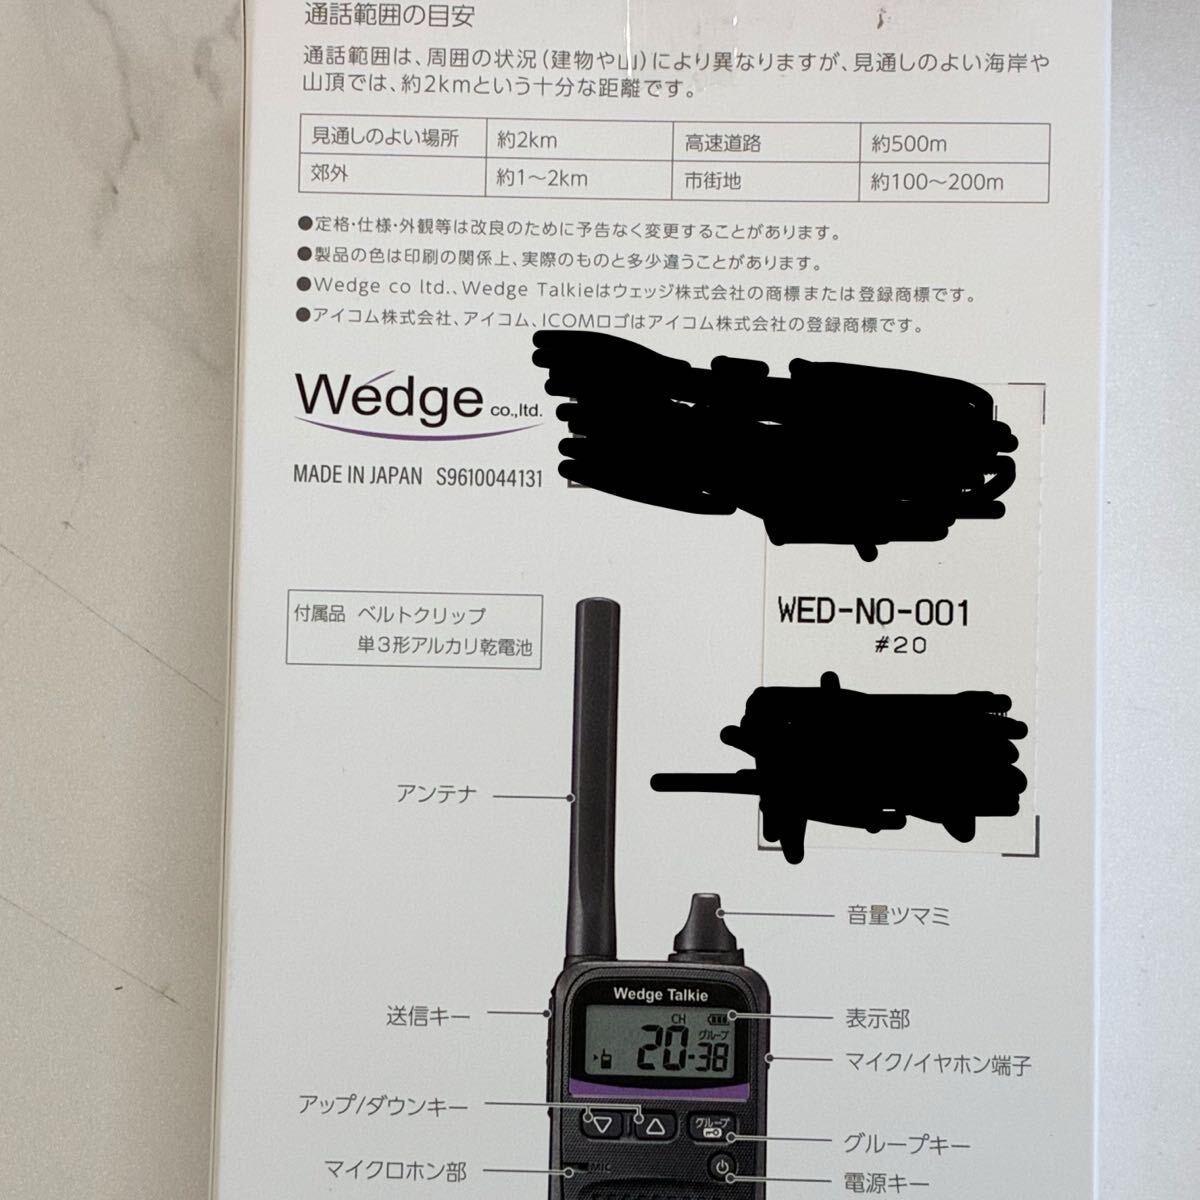 通話範囲の目安
通話範囲は、周囲の状況（建物や山）により異なりますが、見通しのよい海岸や
山頂では、約2kmという十分な距離です。
見通しのよい場所 約2km 高速道路 約500m
郊外 約1〜2km 市街地 約100〜200m
●定格・仕様・外観等は改良のために予告なく変更することがあります。
●製品の色は印刷の関係上、実際のものと多少違うことがあります。
●Wedge co ltd.、Wedge Talkieはウェッジ株式会社の商標または登録商標です。
●アイコム株式会社、アイコム、ICOMロゴはアイコム株式会社の登録商標です。
Wedge co.,ltd.
MADE IN JAPAN S9610044131
WED-NO-001
#20
付属品 ベルトクリップ
単3形アルカリ乾電池
アンテナ
音量ツマミ
Wedge Talkie
送信キー
表示部
CH
グループ
20-38
マイク/イヤホン端子
アップ/ダウンキー
グループ
グループキー
マイクロホン部
MIC
電源キー